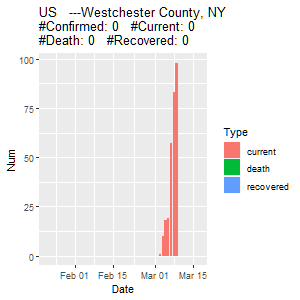 US   ---Westchester County, NY
#Confirmed: 0   #Current: 0
#Death: 0   #Recovered: 0
100
75
50
25
0
Num
Feb 01
Feb 15
Mar 01
Mar 15
Date
Type
current
death
recovered